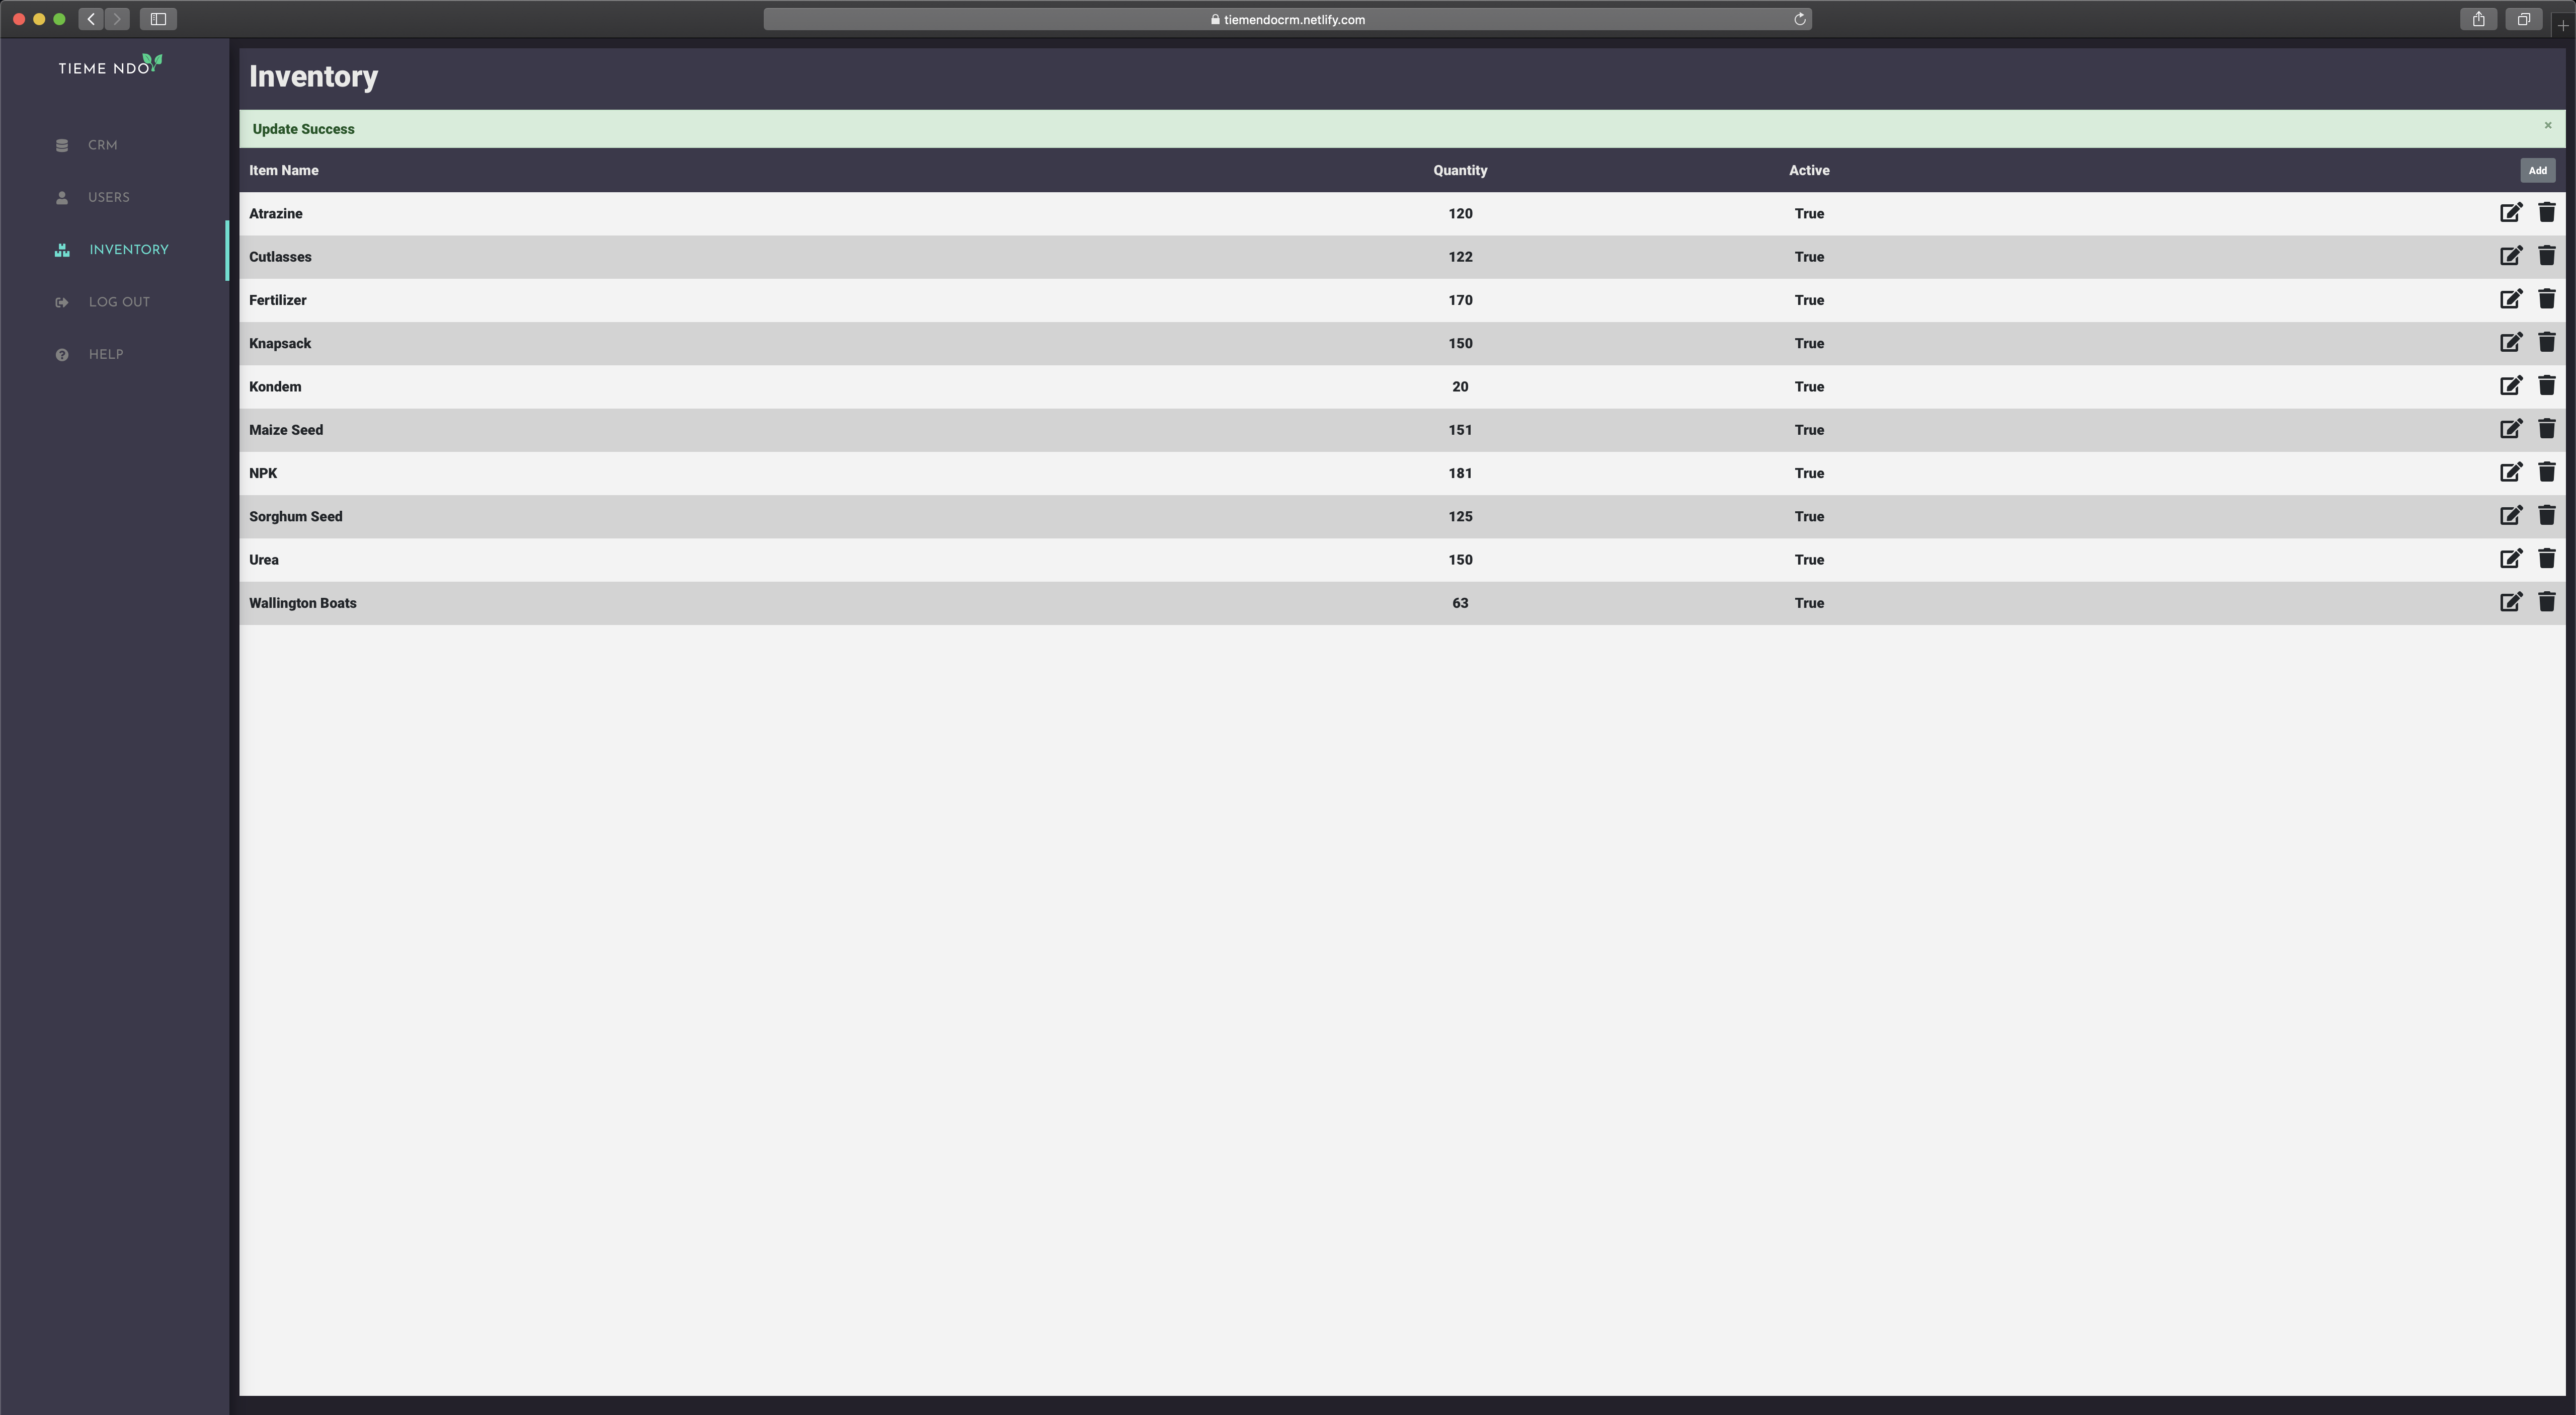 tiemendocrm.netlify.com
TIEME NDO
CRM
USERS
INVENTORY
LOG OUT
HELP
Inventory
Update Success ×
Item Name Quantity Active Add
Atrazine 120 True
Cutlasses 122 True
Fertilizer 170 True
Knapsack 150 True
Kondem 20 True
Maize Seed 151 True
NPK 181 True
Sorghum Seed 125 True
Urea 150 True
Wallington Boats 63 True